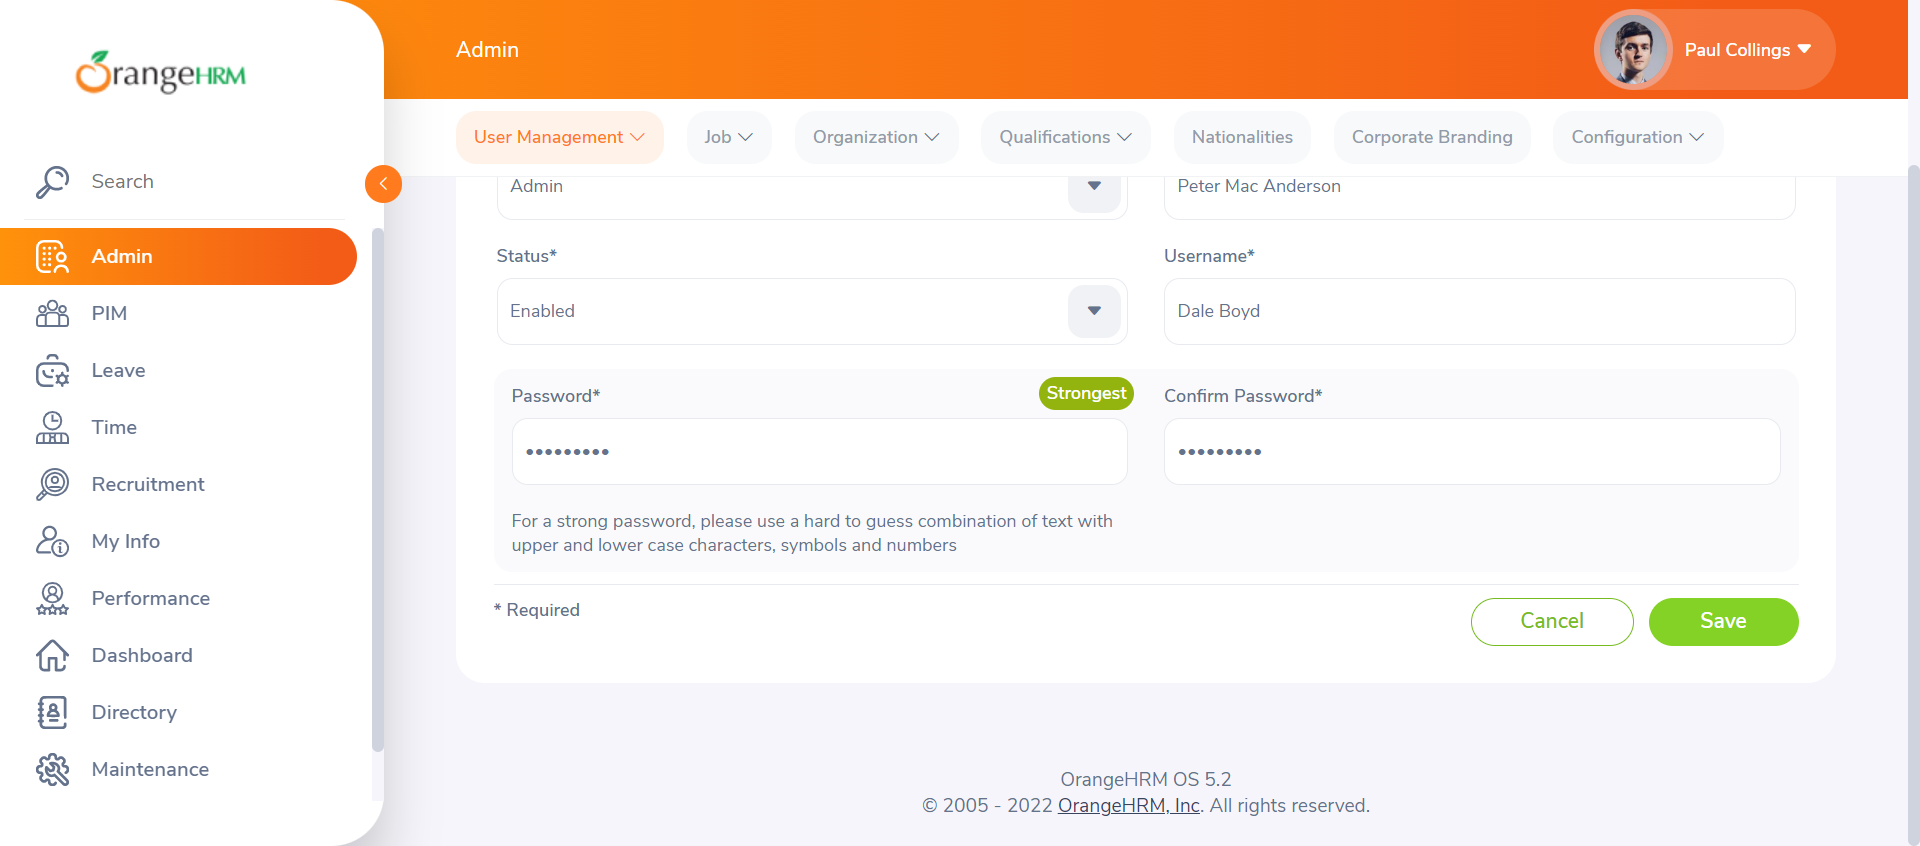 OrangeHRM
Admin
Paul Collings
User Management
Job
Organization
Qualifications
Nationalities
Corporate Branding
Configuration
Search
Admin
PIM
Leave
Time
Recruitment
My Info
Performance
Dashboard
Directory
Maintenance
Admin
Peter Mac Anderson
Status*
Username*
Enabled
Dale Boyd
Password*
Strongest
Confirm Password*
•••••••••
•••••••••
For a strong password, please use a hard to guess combination of text with
upper and lower case characters, symbols and numbers
* Required
Cancel
Save
OrangeHRM OS 5.2
© 2005 - 2022 OrangeHRM, Inc. All rights reserved.